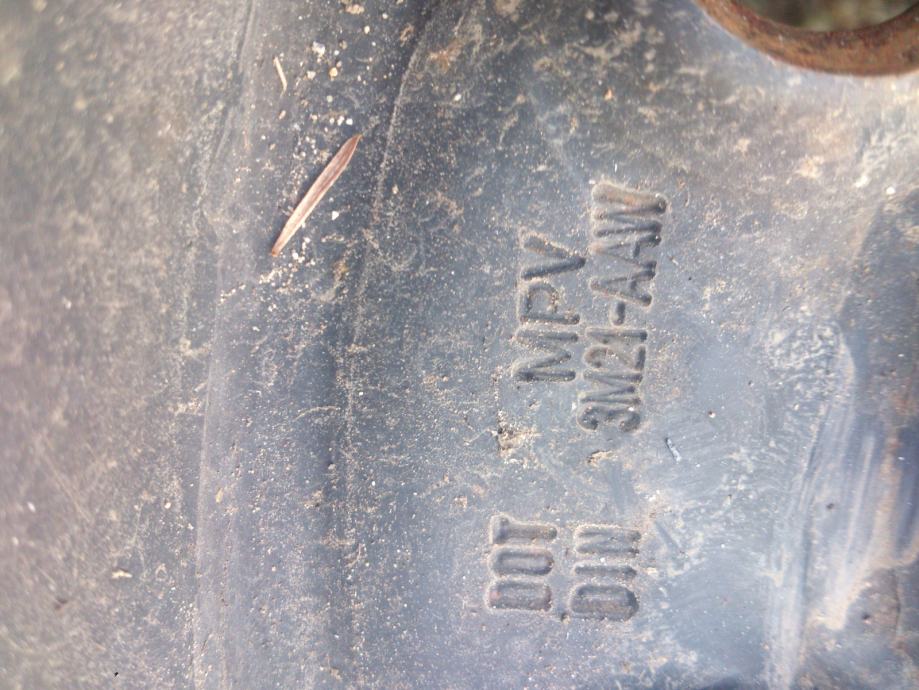 DOT MPV
DIN 3M21-AAW